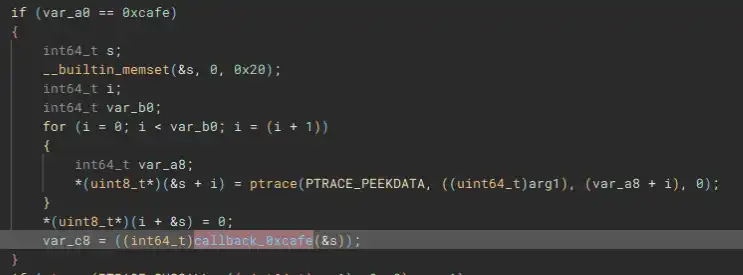 if (var_a0 == 0xcafe)
{
int64_t s;
__builtin_memset(&s, 0, 0x20);
int64_t i;
int64_t var_b0;
for (i = 0; i < var_b0; i = (i + 1))
{
int64_t var_a8;
*(uint8_t*)(&s + i) = ptrace(PTRACE_PEEKDATA, ((uint64_t)arg1), (var_a8 + i), 0);
}
*(uint8_t*)(i + &s) = 0;
var_c8 = ((int64_t)callback_0xcafe(&s));
}